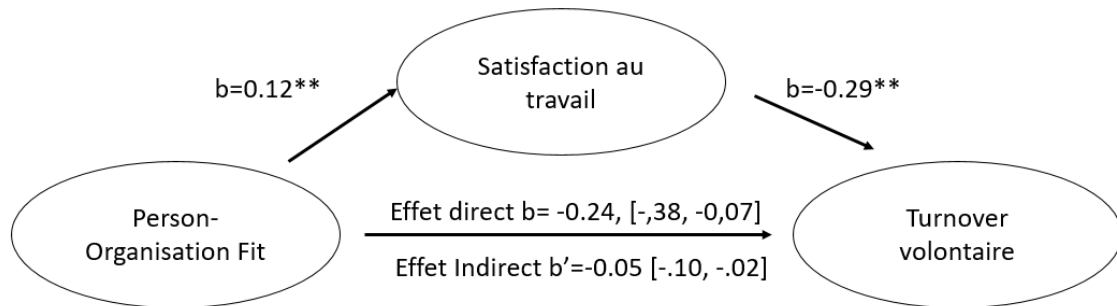 Satisfaction au
travail
b=0.12**
b=-0.29**
Person-
Organisation Fit
Effet direct b= -0.24, [-,38, -0,07]
Effet Indirect b’=-0.05 [-.10, -.02]
Turnover
volontaire